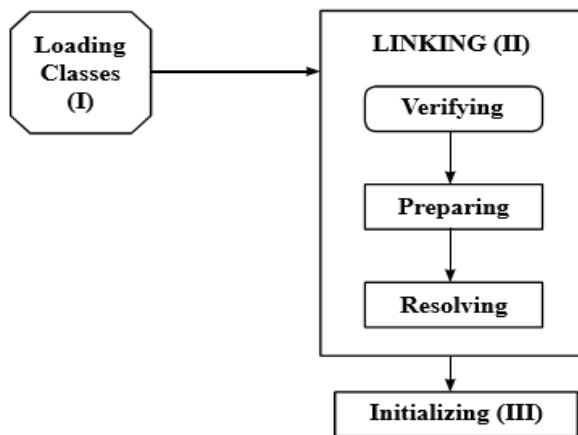 Loading
Classes
(I)
LINKING (II)
Verifying
Preparing
Resolving
Initializing (III)